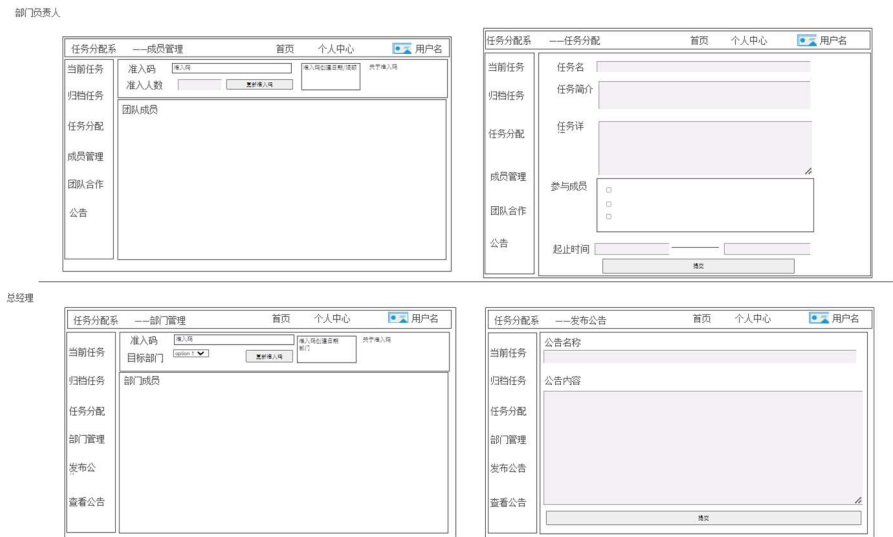 部门负责人
任务分配系 ——成员管理 首页 个人中心 用户名
当前任务
归档任务
任务分配
成员管理
团队合作
公告
准入码 准入码
准入人数 更新准入码
准入码创建日期/项部
关于准入码
团队成员
任务分配系 ——任务分配 首页 个人中心 用户名
当前任务
归档任务
任务分配
成员管理
团队合作
公告
任务名
任务简介
任务详
参与成员
起止时间
提交
总经理
任务分配系 ——部门管理 首页 个人中心 用户名
当前任务
归档任务
任务分配
部门管理
发布公
查看公告
准入码 准入码
目标部门 option 1 更新准入码
准入码创建日期
部门
关于准入码
部门成员
任务分配系 ——发布公告 首页 个人中心 用户名
当前任务
归档任务
任务分配
部门管理
发布公告
查看公告
公告名称
公告内容
提交